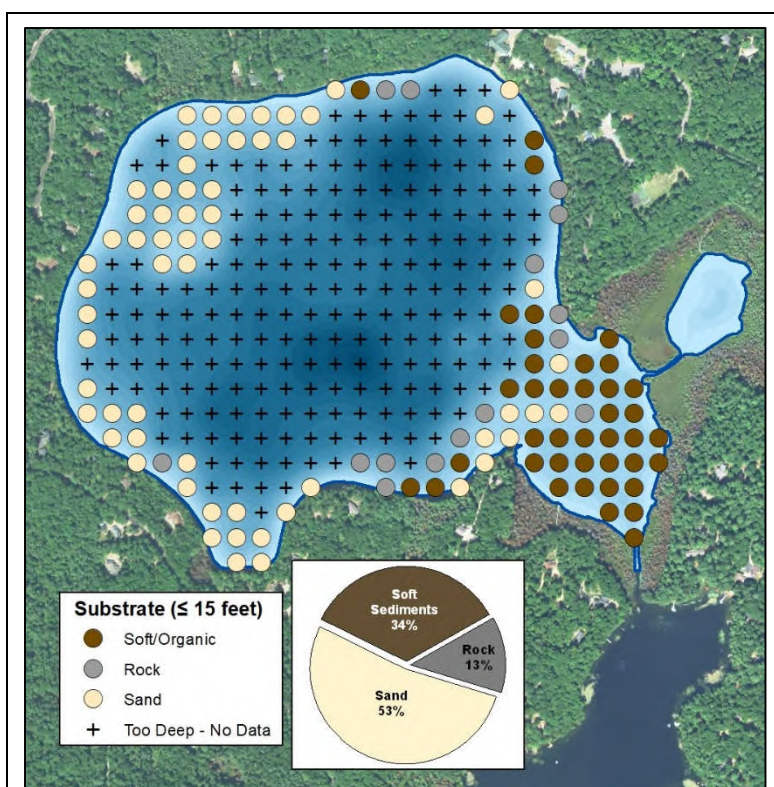 Substrate (≤ 15 feet)
Soft/Organic
Rock
Sand
Too Deep - No Data
Soft
Sediments
34%
Rock
13%
Sand
53%